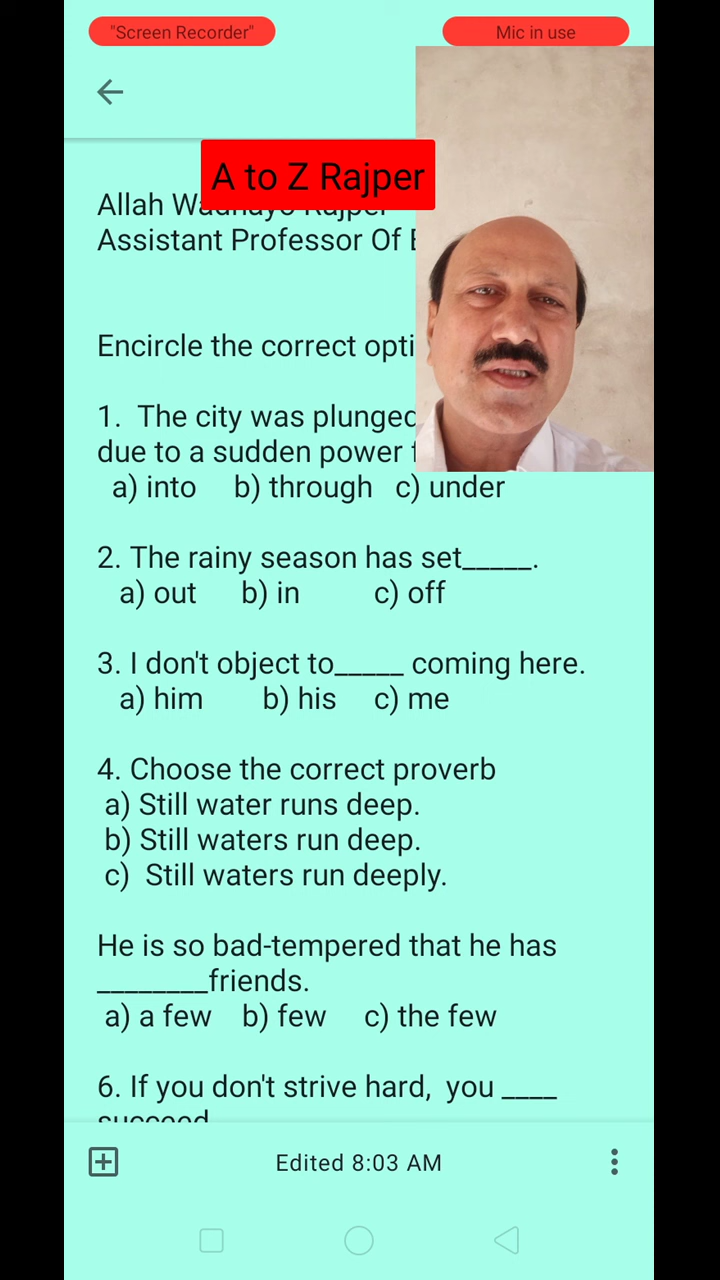 "Screen Recorder"
Mic in use
A to Z Rajper
Allah
Assistant Professor Of
Encircle the correct opti
1. The city was plunged
due to a sudden power
a) into b) through c) under
2. The rainy season has set_____.
a) out b) in c) off
3. I don't object to_____ coming here.
a) him b) his c) me
4. Choose the correct proverb
a) Still water runs deep.
b) Still waters run deep.
c) Still waters run deeply.
He is so bad-tempered that he has
________friends.
a) a few b) few c) the few
6. If you don't strive hard, you ____
succeed
Edited 8:03 AM